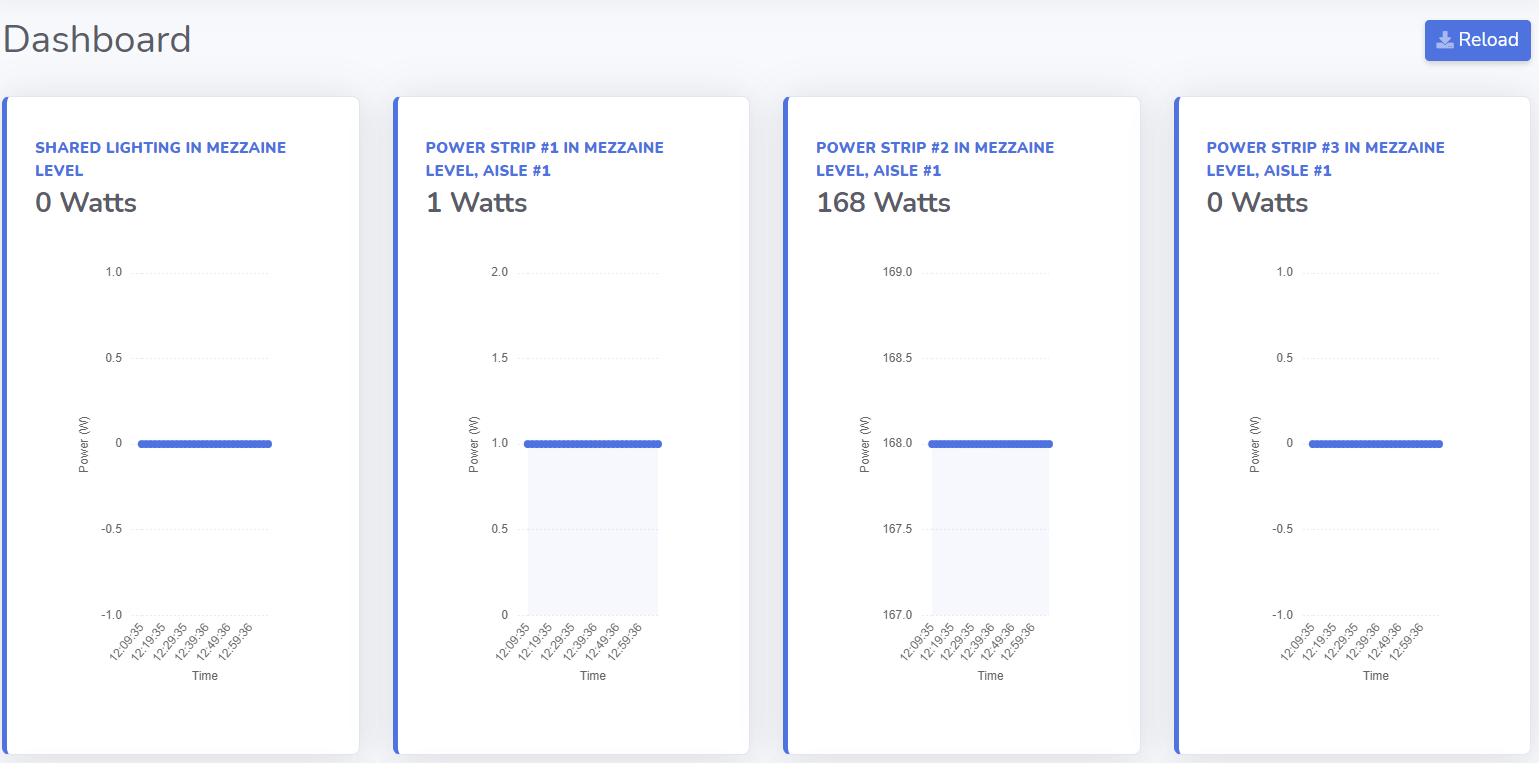 Dashboard
Reload
SHARED LIGHTING IN MEZZAINE
LEVEL
0 Watts
1.0
0.5
0
-0.5
-1.0
Power (W)
12:09:35
12:19:35
12:29:35
12:39:36
12:49:36
12:59:36
Time
POWER STRIP #1 IN MEZZAINE
LEVEL, AISLE #1
1 Watts
2.0
1.5
1.0
0.5
0
Power (W)
12:09:35
12:19:35
12:29:35
12:39:36
12:49:36
12:59:36
Time
POWER STRIP #2 IN MEZZAINE
LEVEL, AISLE #1
168 Watts
169.0
168.5
168.0
167.5
167.0
Power (W)
12:09:35
12:19:35
12:29:35
12:39:36
12:49:36
12:59:36
Time
POWER STRIP #3 IN MEZZAINE
LEVEL, AISLE #1
0 Watts
1.0
0.5
0
-0.5
-1.0
Power (W)
12:09:35
12:19:35
12:29:35
12:39:36
12:49:36
12:59:36
Time